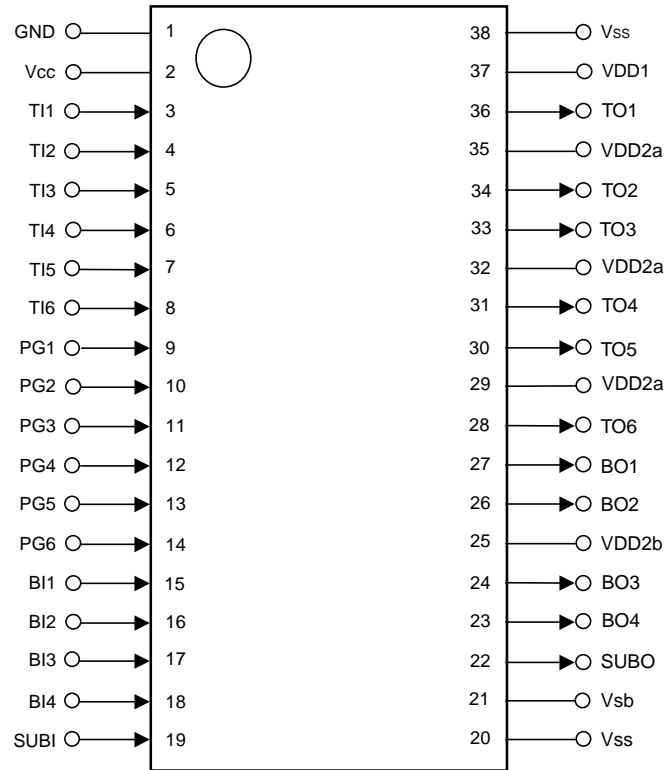 GND 1 38 Vss
Vcc 2 37 VDD1
TI1 3 36 TO1
TI2 4 35 VDD2a
TI3 5 34 TO2
TI4 6 33 TO3
TI5 7 32 VDD2a
TI6 8 31 TO4
PG1 9 30 TO5
PG2 10 29 VDD2a
PG3 11 28 TO6
PG4 12 27 BO1
PG5 13 26 BO2
PG6 14 25 VDD2b
BI1 15 24 BO3
BI2 16 23 BO4
BI3 17 22 SUBO
BI4 18 21 Vsb
SUBI 19 20 Vss